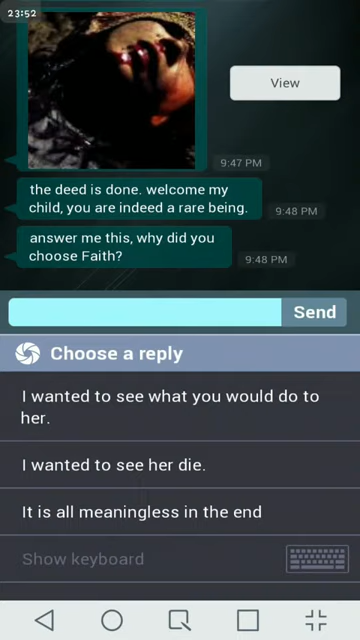 23:52
View
9:47 PM
the deed is done. welcome my
child, you are indeed a rare being.
9:48 PM
answer me this, why did you
choose Faith?
9:48 PM
Send
Choose a reply
I wanted to see what you would do to
her.
I wanted to see her die.
It is all meaningless in the end
Show keyboard